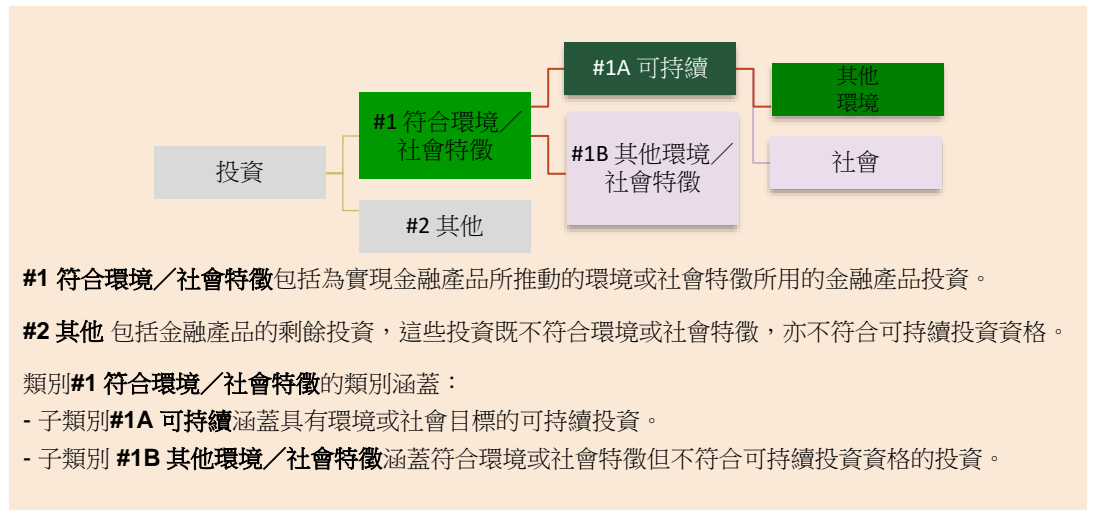 #1A 可持續
其他
環境
#1 符合環境／
社會特徵
#1B 其他環境／
社會特徵
社會
投資
#2 其他
#1 符合環境／社會特徵包括為實現金融產品所推動的環境或社會特徵所用的金融產品投資。
#2 其他 包括金融產品的剩餘投資，這些投資既不符合環境或社會特徵，亦不符合可持續投資資格。
類別#1 符合環境／社會特徵的類別涵蓋：
- 子類別#1A 可持續涵蓋具有環境或社會目標的可持續投資。
- 子類別 #1B 其他環境／社會特徵涵蓋符合環境或社會特徵但不符合可持續投資資格的投資。